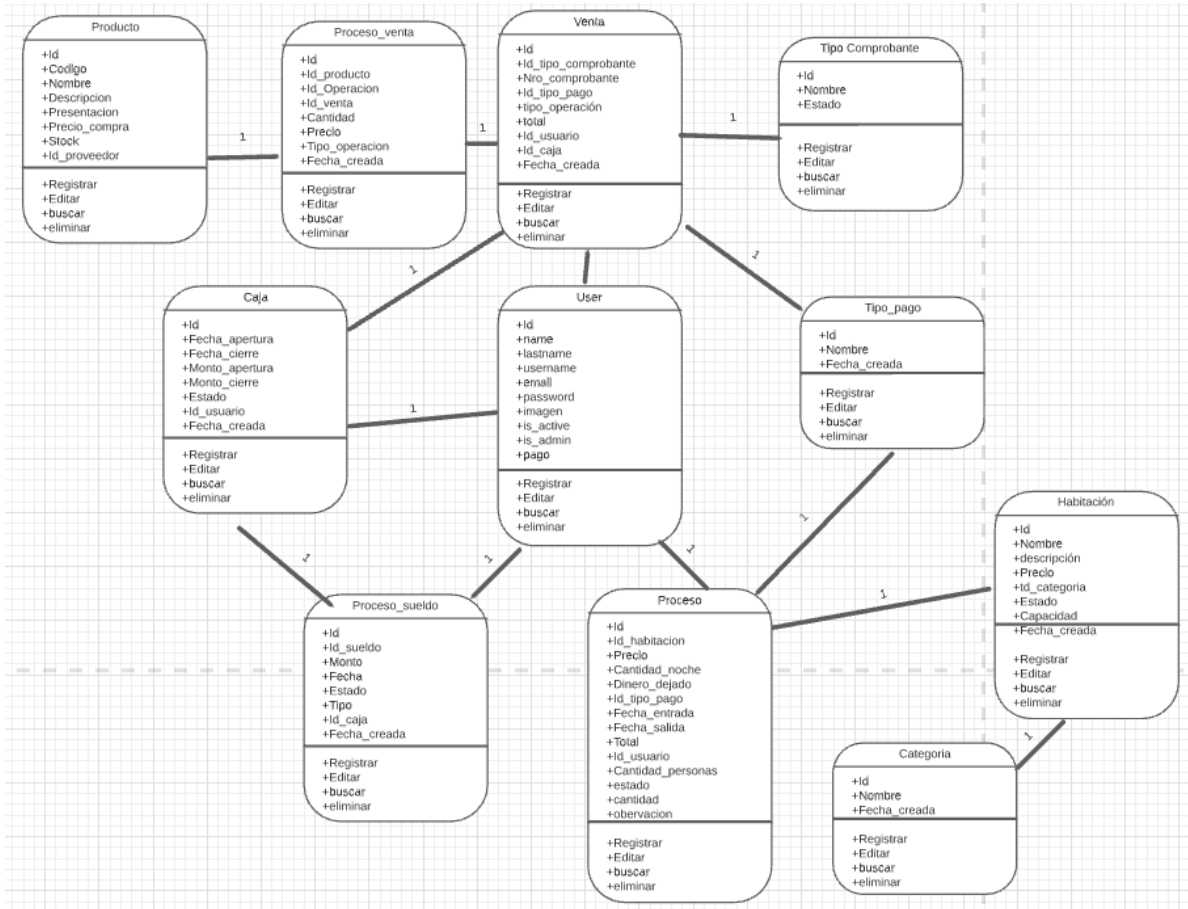 Producto
+Id
+Codigo
+Nombre
+Descripcion
+Presentacion
+Precio_compra
+Stock
+Id_proveedor
+Registrar
+Editar
+buscar
+eliminar
1
Proceso_venta
+Id
+Id_producto
+Id_Operacion
+Id_venta
+Cantidad
+Precio
+Tipo_operacion
+Fecha_creada
+Registrar
+Editar
+buscar
+eliminar
1
Venta
+Id
+Id_tipo_comprobante
+Nro_comprobante
+Id_tipo_pago
+tipo_operación
+total
+Id_usuario
+Id_caja
+Fecha_creada
+Registrar
+Editar
+buscar
+eliminar
1
Tipo Comprobante
+Id
+Nombre
+Estado
+Registrar
+Editar
+buscar
+eliminar
1
1
Caja
+Id
+Fecha_apertura
+Fecha_cierre
+Monto_apertura
+Monto_cierre
+Estado
+Id_usuario
+Fecha_creada
+Registrar
+Editar
+buscar
+eliminar
1
User
+Id
+name
+lastname
+username
+email
+password
+imagen
+is_active
+is_admin
+pago
+Registrar
+Editar
+buscar
+eliminar
Tipo_pago
+Id
+Nombre
+Fecha_creada
+Registrar
+Editar
+buscar
+eliminar
1
1
1
1
Proceso_sueldo
+Id
+Id_sueldo
+Monto
+Fecha
+Estado
+Tipo
+Id_caja
+Fecha_creada
+Registrar
+Editar
+buscar
+eliminar
Proceso
+Id
+Id_habitacion
+Precio
+Cantidad_noche
+Dinero_dejado
+Id_tipo_pago
+Fecha_entrada
+Fecha_salida
+Total
+Id_usuario
+Cantidad_personas
+estado
+cantidad
+obervacion
+Registrar
+Editar
+buscar
+eliminar
1
Habitación
+Id
+Nombre
+descripción
+Precio
+td_categoria
+Estado
+Capacidad
+Fecha_creada
+Registrar
+Editar
+buscar
+eliminar
1
Categoria
+Id
+Nombre
+Fecha_creada
+Registrar
+Editar
+buscar
+eliminar